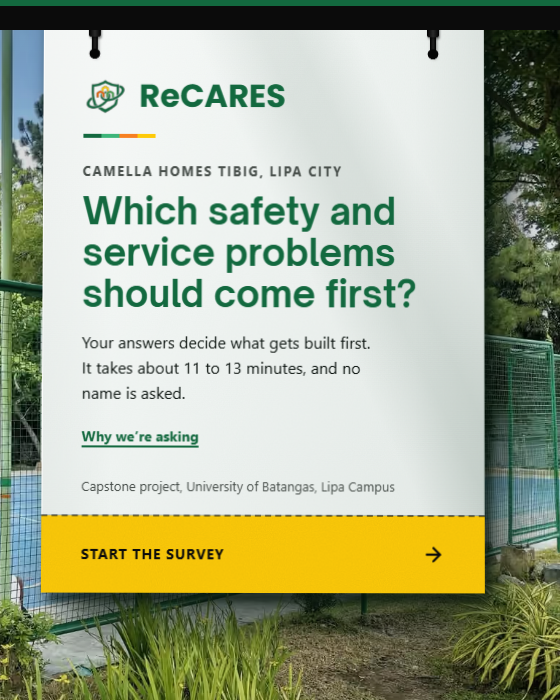 ReCARES
CAMELLA HOMES TIBIG, LIPA CITY
Which safety and
service problems
should come first?
Your answers decide what gets built first.
It takes about 11 to 13 minutes, and no
name is asked.
Why we're asking
Capstone project, University of Batangas, Lipa Campus
START THE SURVEY